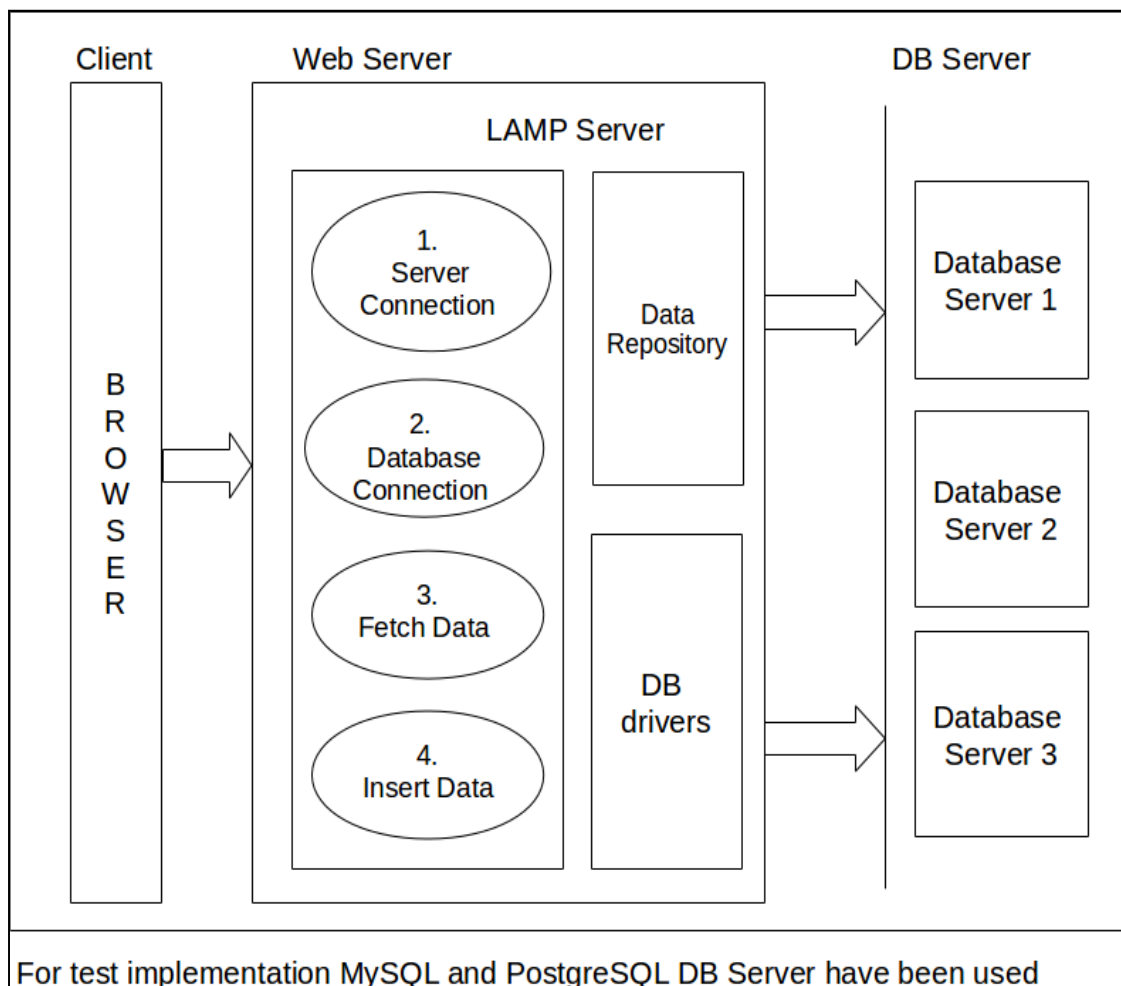 Client
Web Server
DB Server
LAMP Server
B
R
O
W
S
E
R
1.
Server
Connection
2.
Database
Connection
3.
Fetch Data
4.
Insert Data
Data
Repository
DB
drivers
Database
Server 1
Database
Server 2
Database
Server 3
For test implementation MySQL and PostgreSQL DB Server have been used